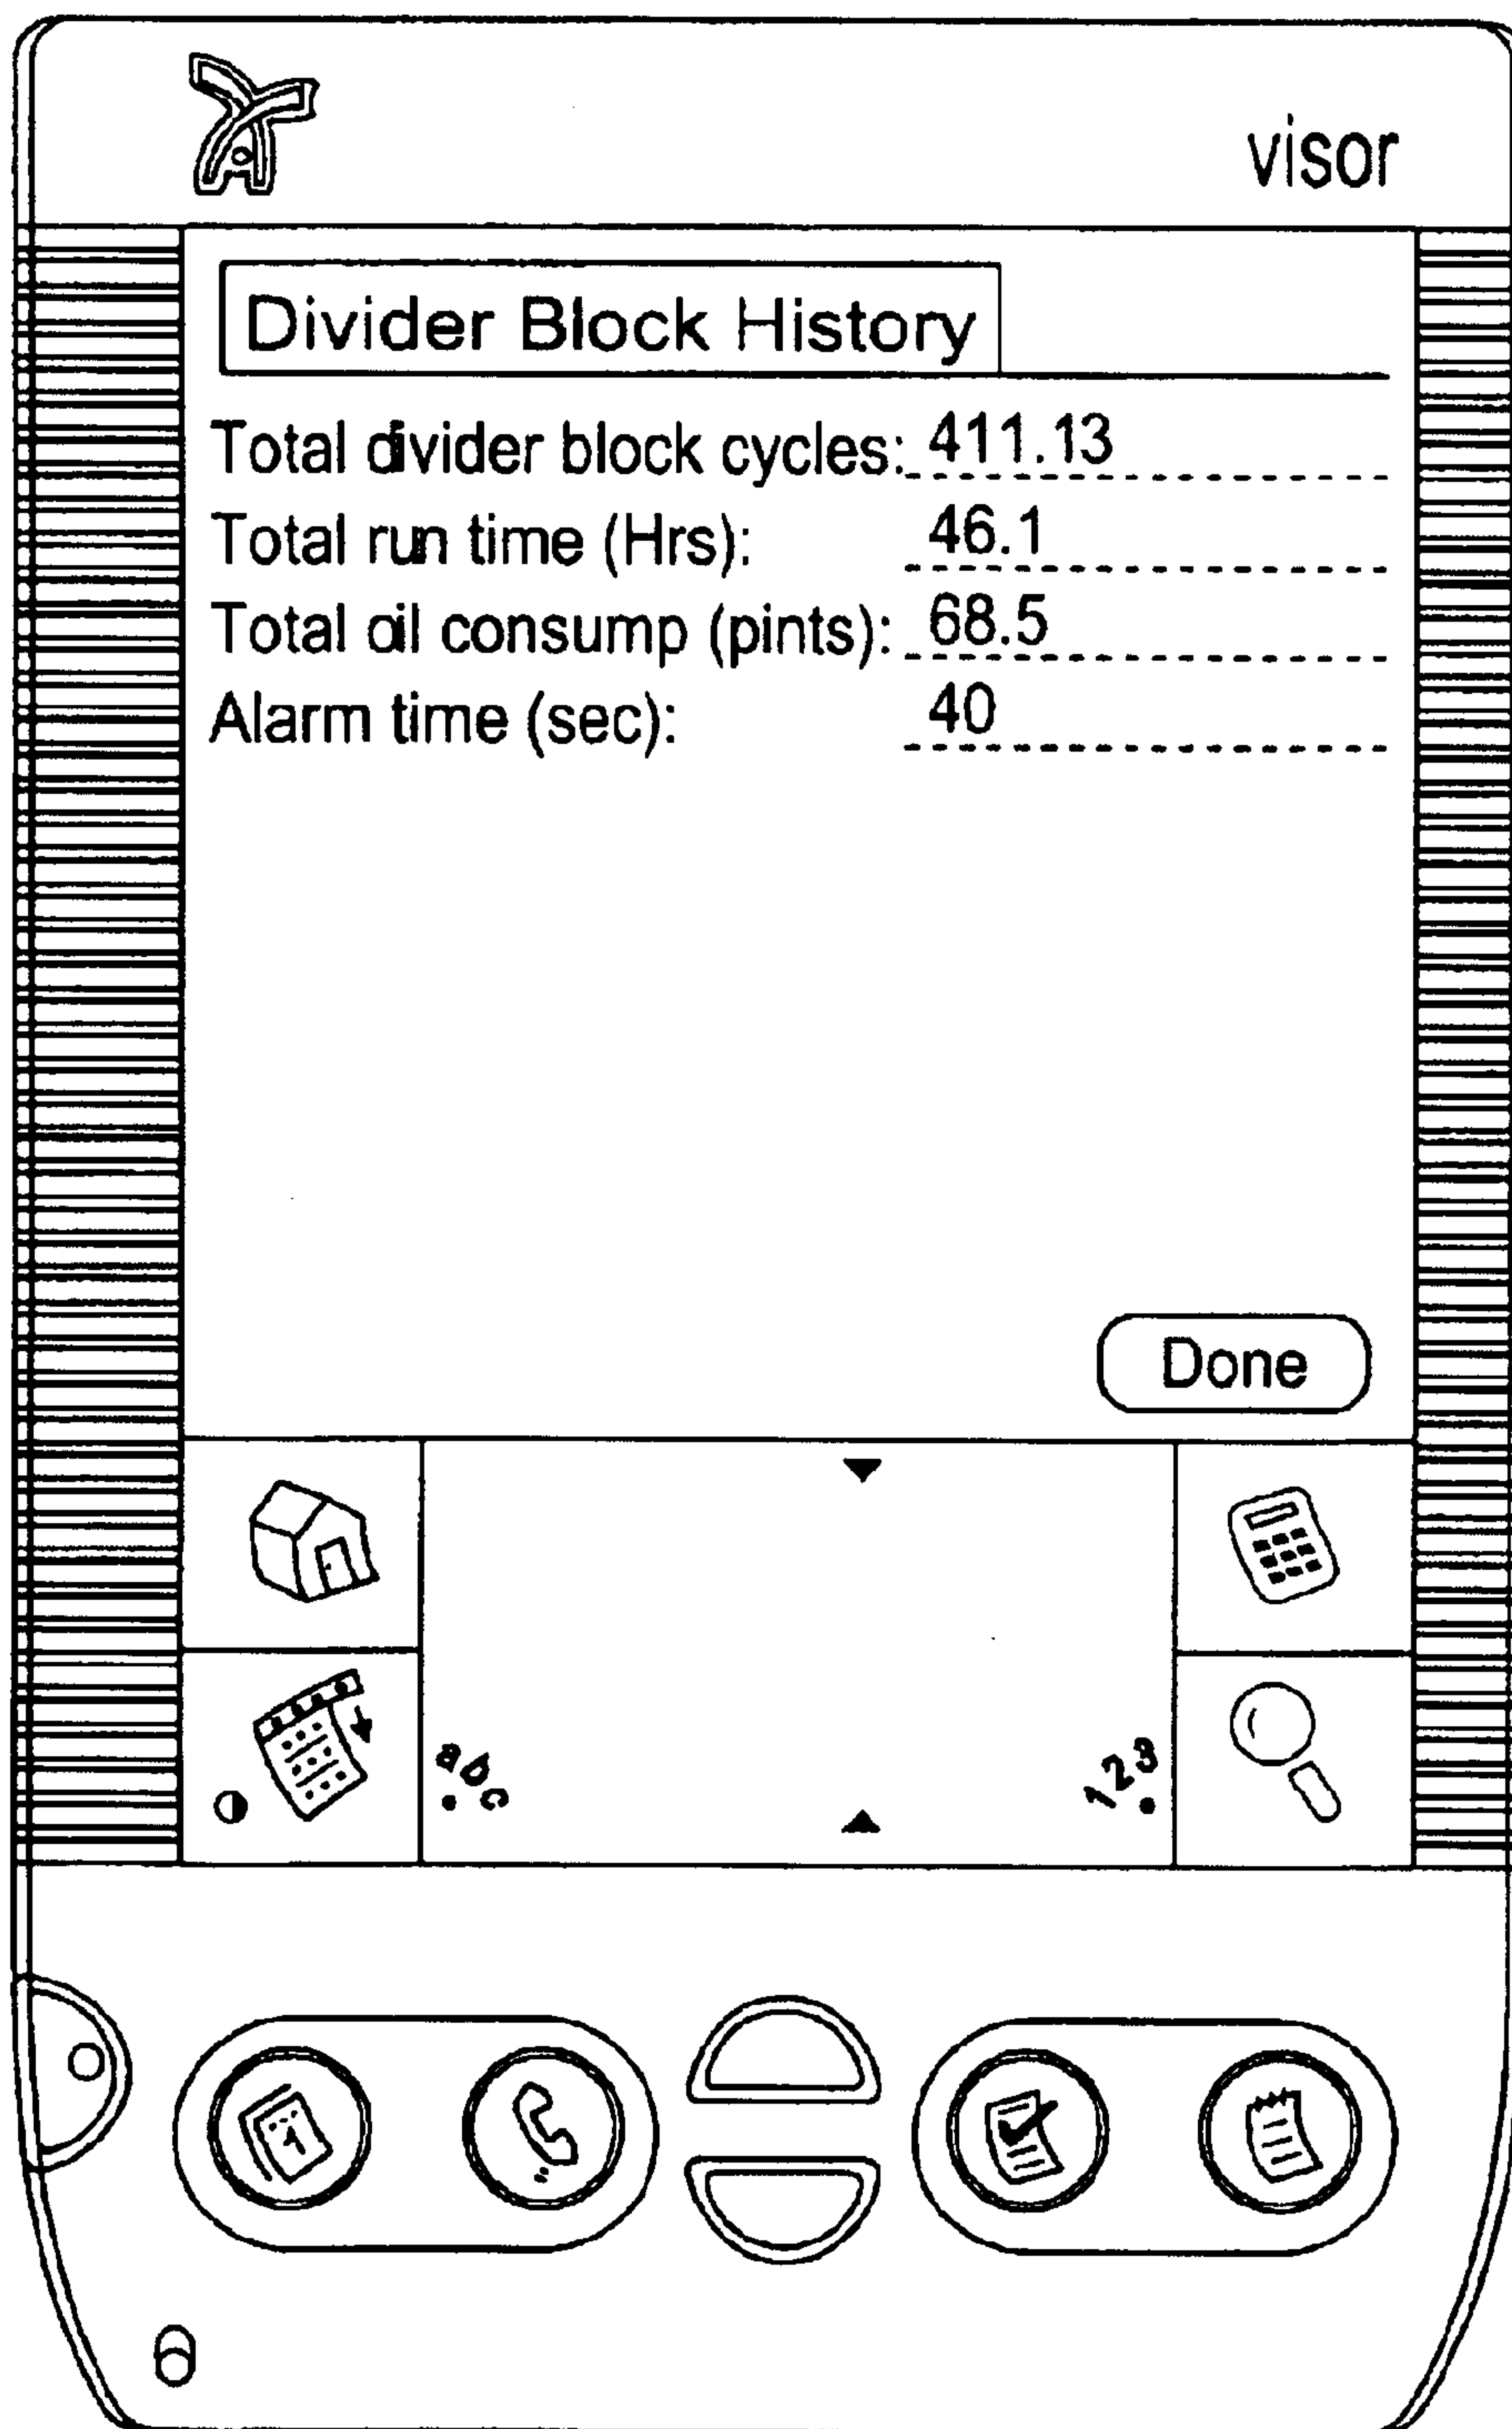 visor
Divider Block History
Total divider block cycles: 411.13
Total run time (Hrs): 46.1
Total oil consump (pints): 68.5
Alarm time (sec): 40
Done
abc
123
1